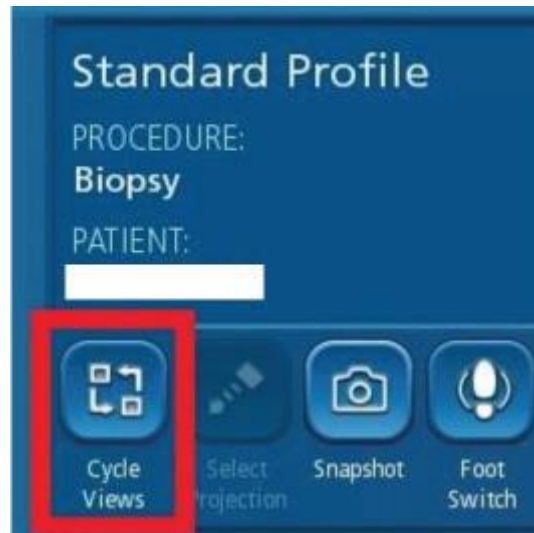 Standard Profile
PROCEDURE:
Biopsy
PATIENT:
Cycle Views
Select Projection
Snapshot
Foot Switch